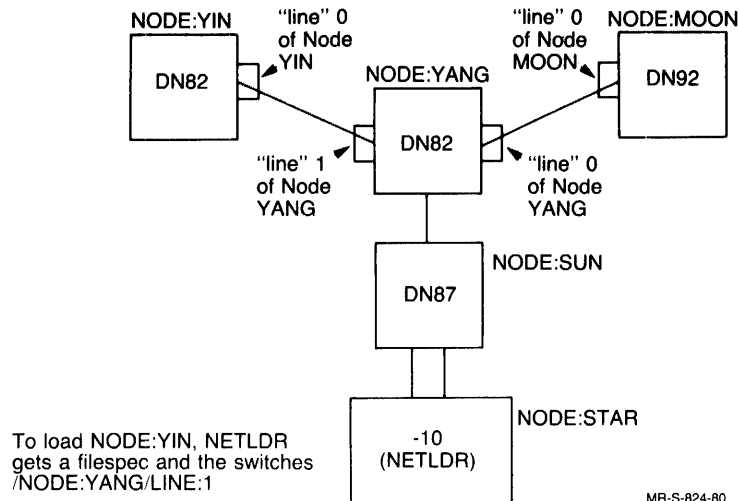 NODE:YIN
"line" 0
of Node
YIN
DN82
NODE:YANG
"line" 0
of Node
MOON
NODE:MOON
DN92
DN82
"line" 1
of Node
YANG
"line" 0
of Node
YANG
NODE:SUN
DN87
NODE:STAR
-10
(NETLDR)
To load NODE:YIN, NETLDR
gets a filespec and the switches
/NODE:YANG/LINE:1
MR-S-824-80